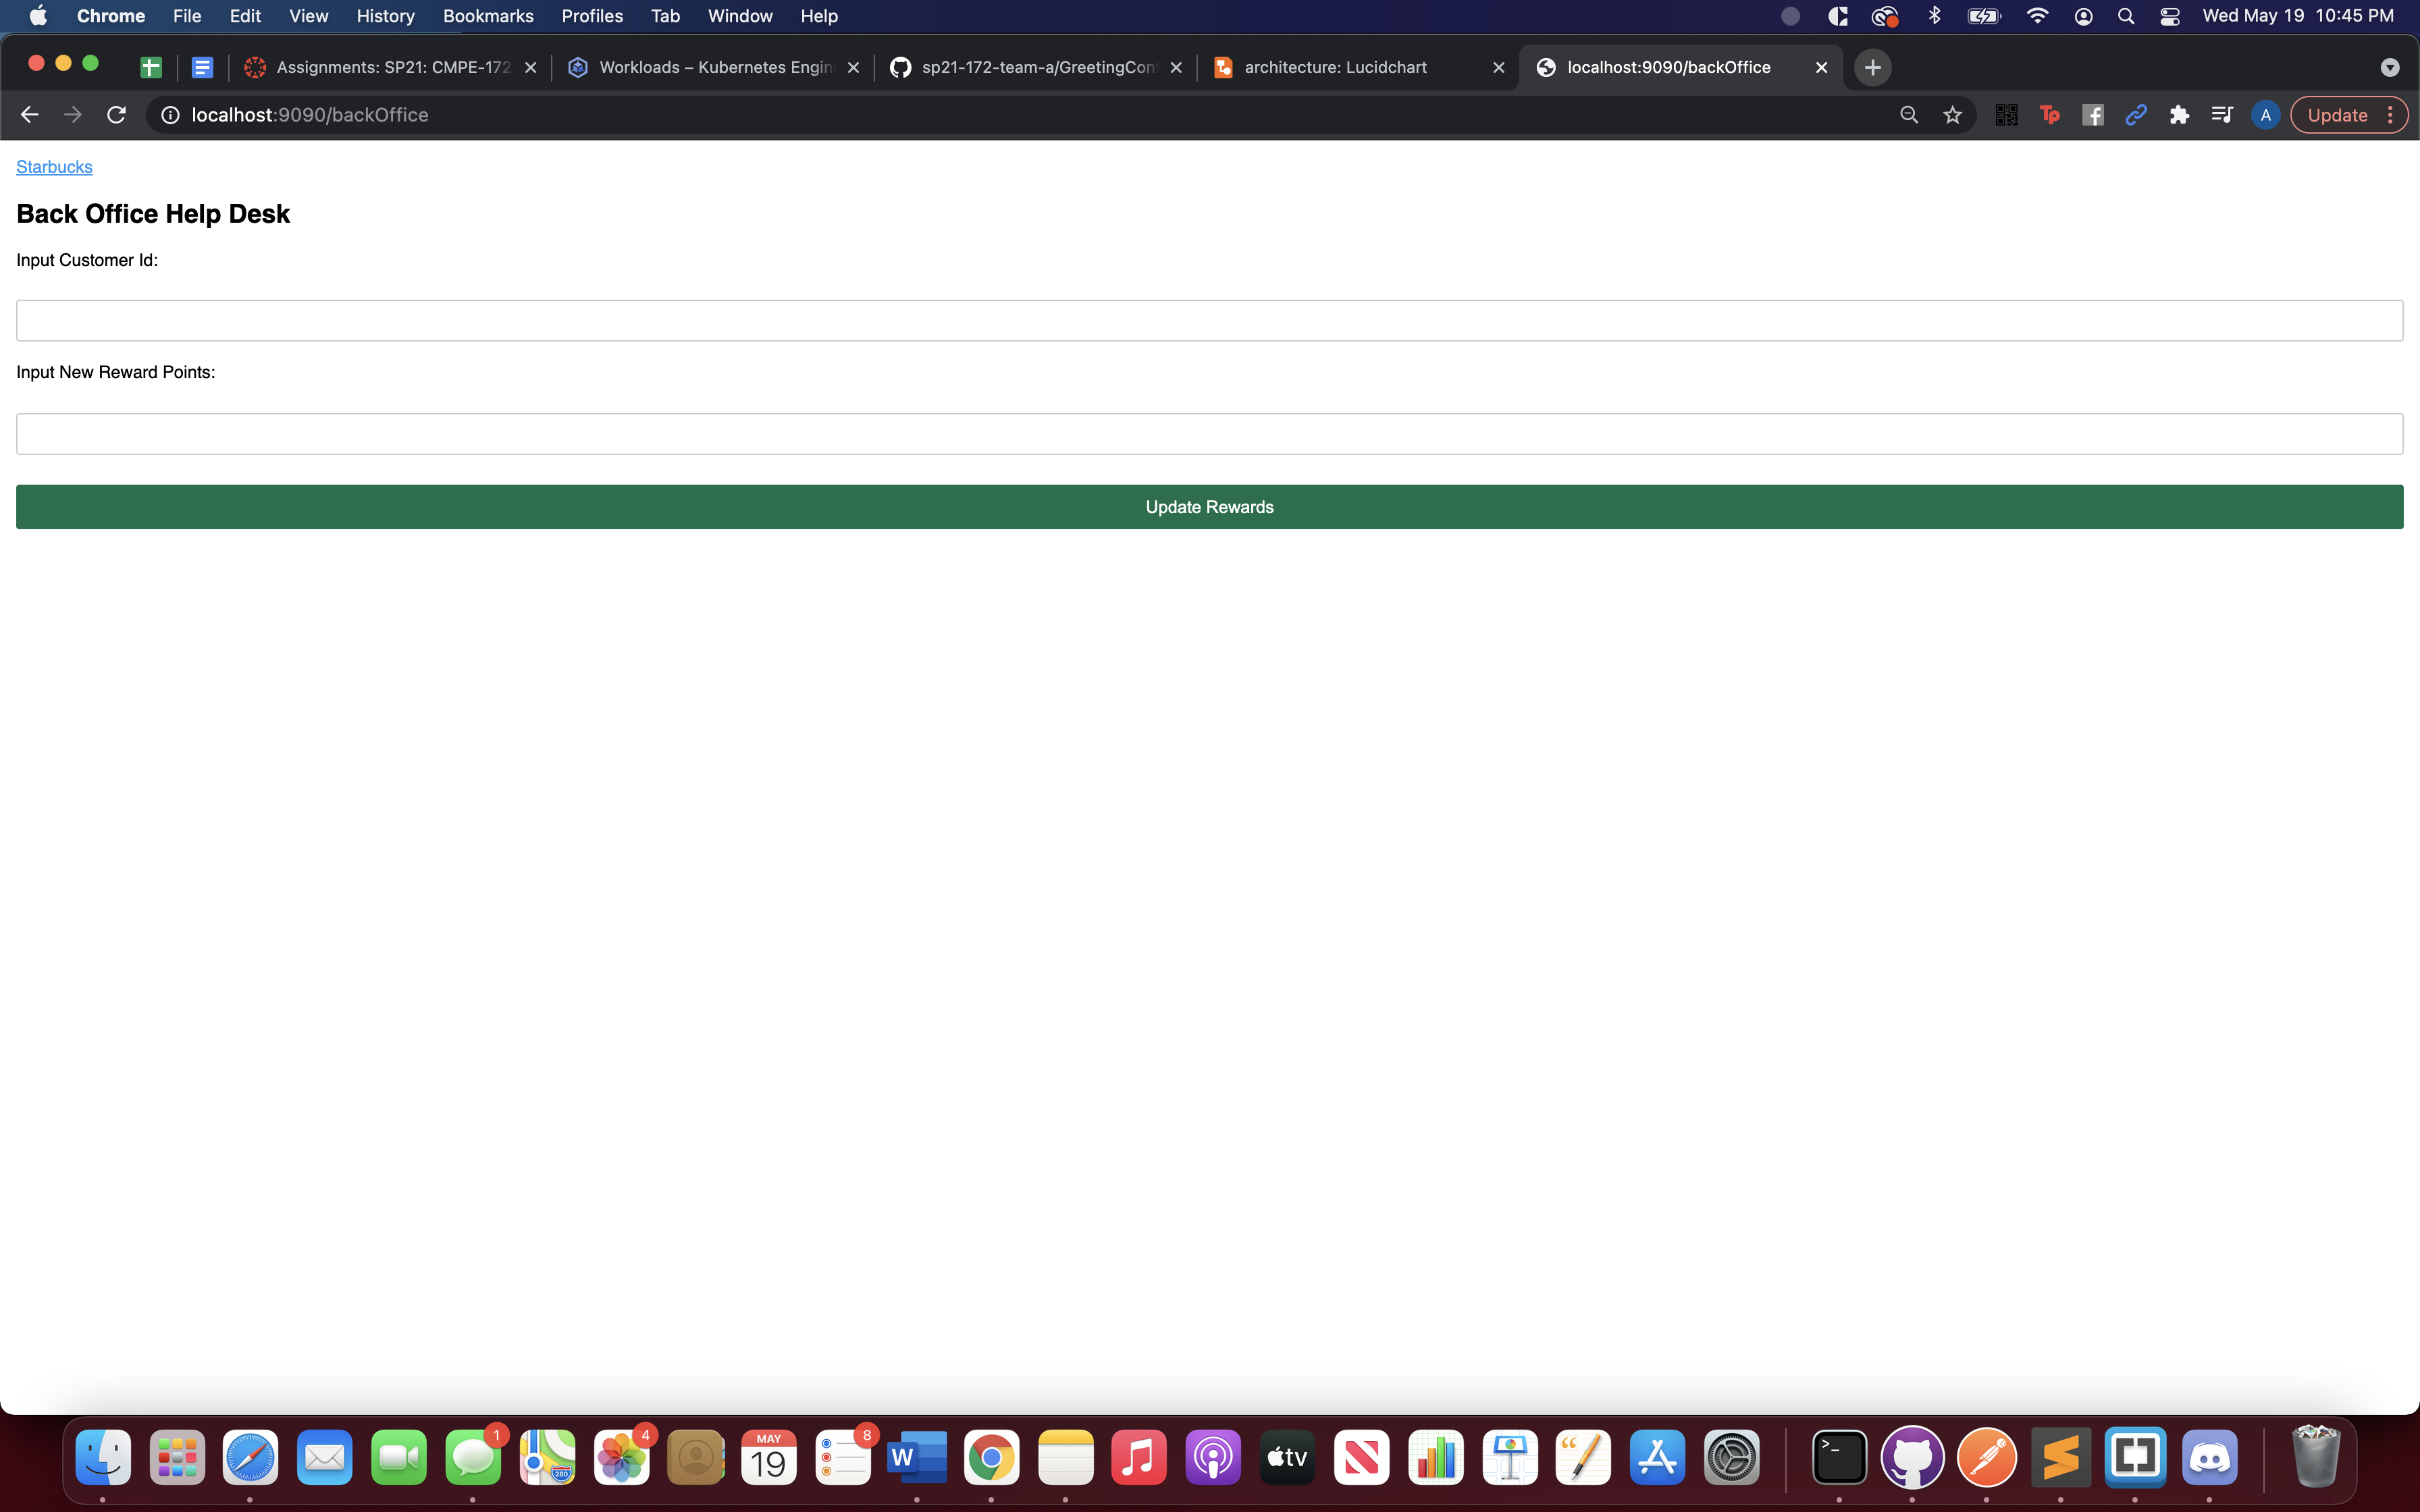 Chrome File Edit View History Bookmarks Profiles Tab Window Help Wed May 19 10:45 PM
Assignments: SP21: CMPE-172 Workloads – Kubernetes Engin sp21-172-team-a/GreetingCon architecture: Lucidchart localhost:9090/backOffice
localhost:9090/backOffice Tp f A Update
Starbucks
Back Office Help Desk
Input Customer Id:
Input New Reward Points:
Update Rewards
1 4 8
280 MAY 19 W tv >_